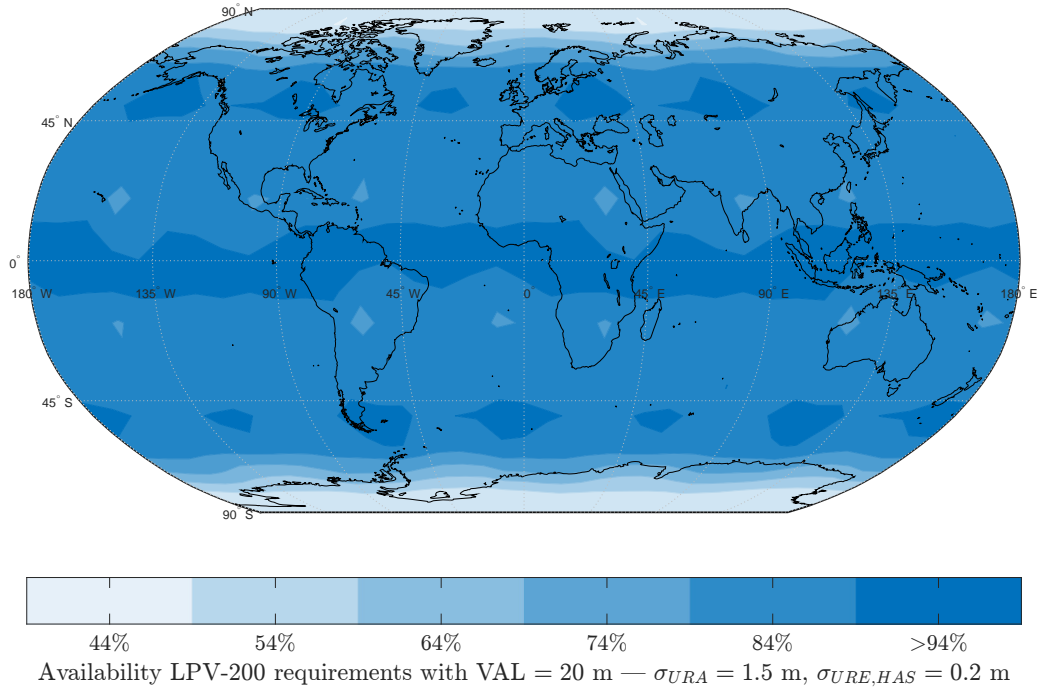 90° N
45° N
0°
180° W 135° W 90° W 45° W 0° 45° E 90° E 135° E 180° E
45° S
90° S
44% 54% 64% 74% 84% >94%
Availability LPV-200 requirements with VAL = 20 m — σURA = 1.5 m, σURE,HAS = 0.2 m